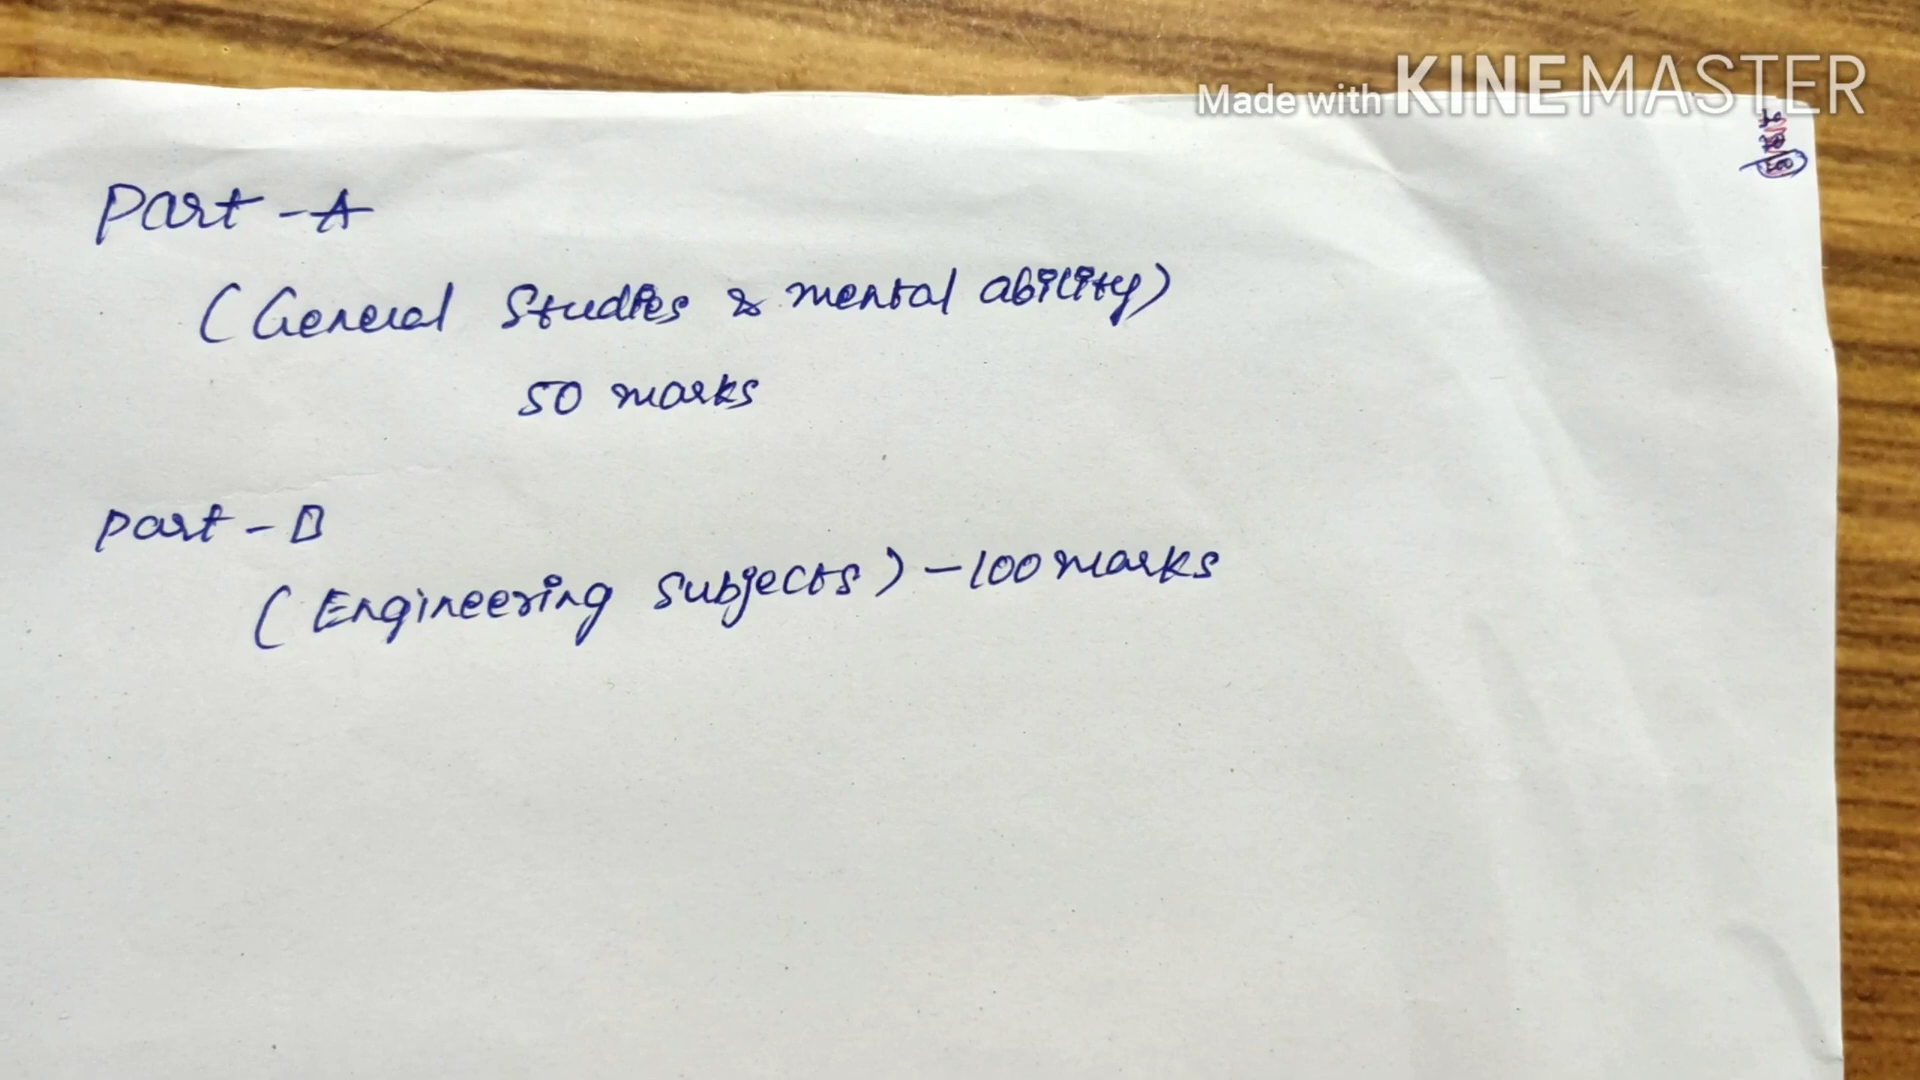 Made with KINEMASTER
Part - A
(General Studies & mental ability)
50 marks
part - B
(Engineering subjects) - 100 marks